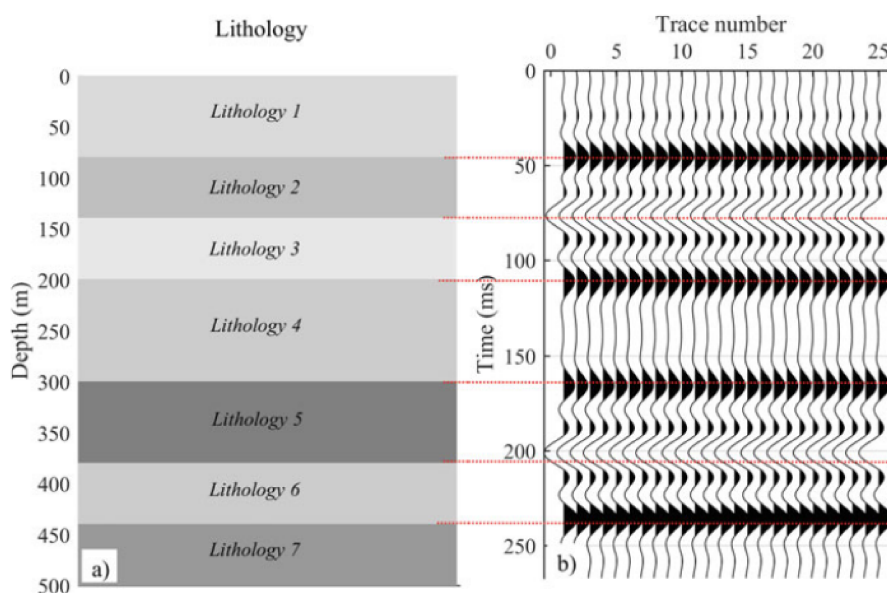 Lithology
0
50
100
150
200
250
300
350
400
450
500
Depth (m)
Lithology 1
Lithology 2
Lithology 3
Lithology 4
Lithology 5
Lithology 6
Lithology 7
a)
Trace number
0 5 10 15 20 25
0
50
100
150
200
250
Time (ms)
b)